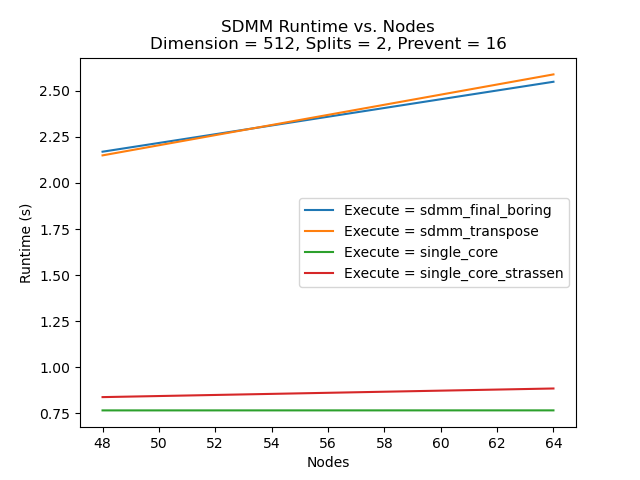 SDMM Runtime vs. Nodes
Dimension = 512, Splits = 2, Prevent = 16
Runtime (s)
2.50
2.25
2.00
1.75
1.50
1.25
1.00
0.75
Execute = sdmm_final_boring
Execute = sdmm_transpose
Execute = single_core
Execute = single_core_strassen
48 50 52 54 56 58 60 62 64
Nodes